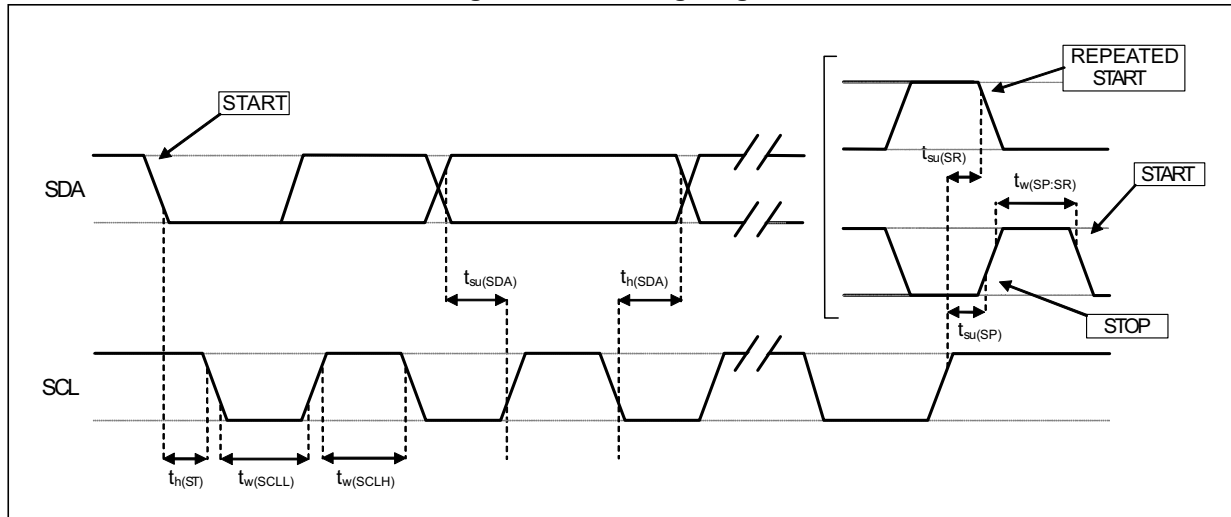 REPEATED
START
START
tsu(SR)
tw(SP:SR)
START
SDA
tsu(SDA)
th(SDA)
tsu(SP)
STOP
SCL
th(ST)
tw(SCLL)
tw(SCLH)